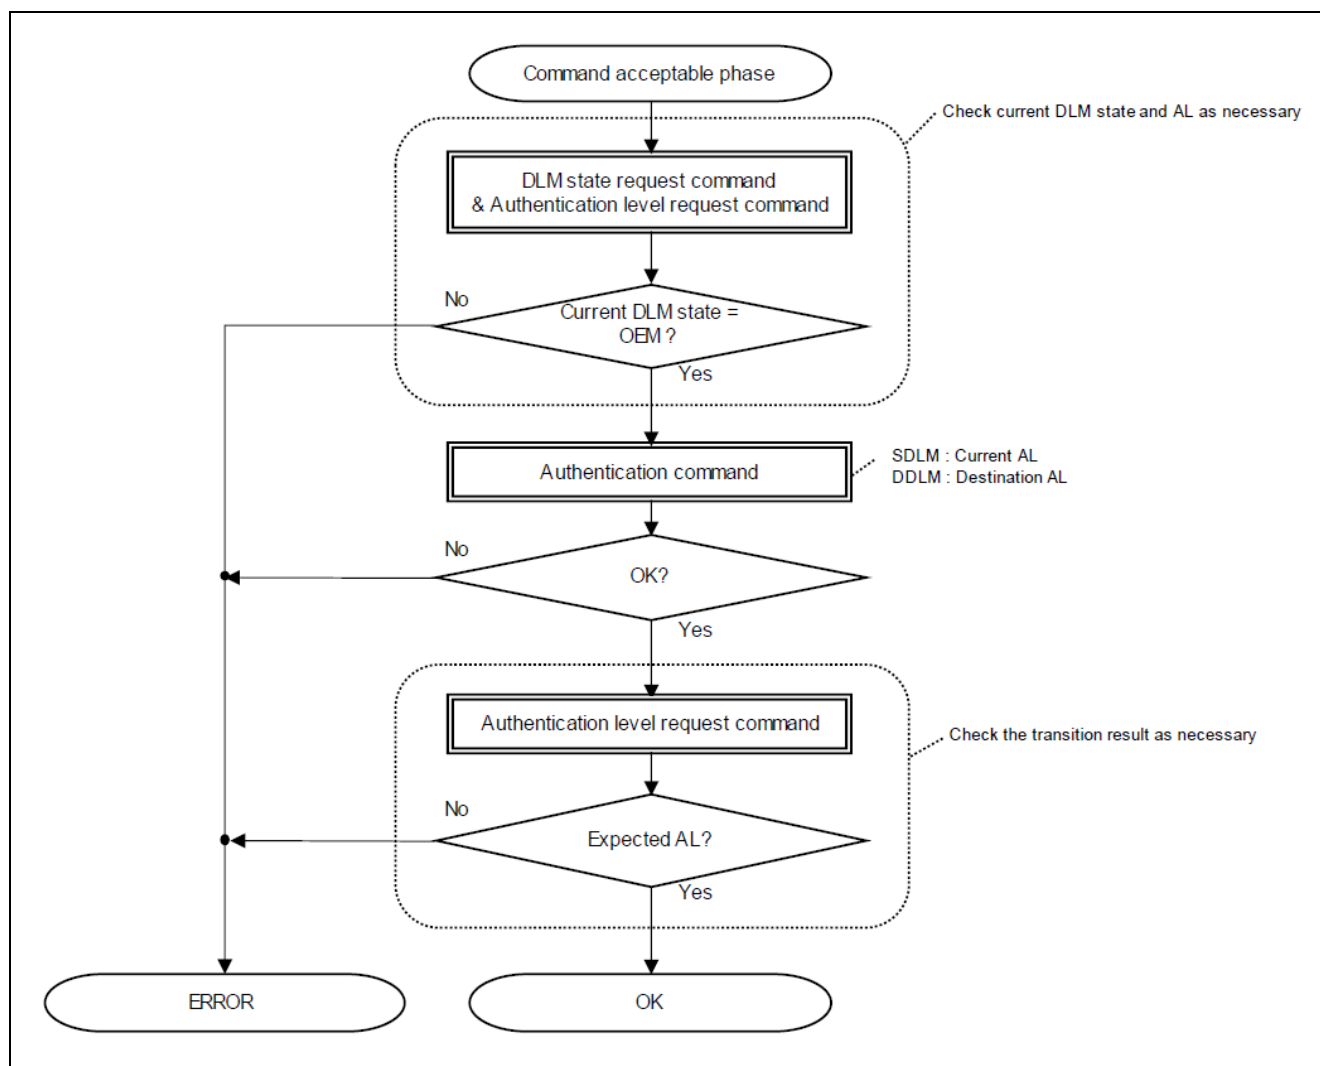 Command acceptable phase
Check current DLM state and AL as necessary
DLM state request command
& Authentication level request command
No
Current DLM state =
OEM ?
Yes
Authentication command
SDLM : Current AL
DDLM : Destination AL
No
OK?
Yes
Authentication level request command
Check the transition result as necessary
No
Expected AL?
Yes
ERROR
OK